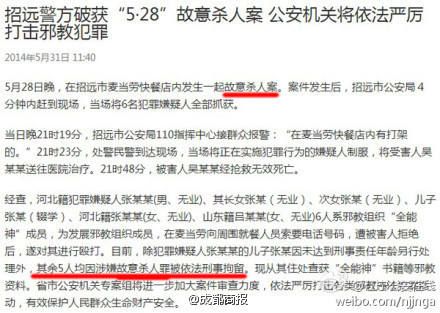 招远警方破获“5·28”故意杀人案 公安机关将依法严厉
打击邪教犯罪
2014年5月31日 11:40
5月28日晚，在招远市麦当劳快餐店内发生一起故意杀人案。案件发生后，招远市公安局4
分钟内赶到现场，当场将6名犯罪嫌疑人全部抓获。
当日晚21时19分，招远市公安局110指挥中心接群众报警：“在麦当劳快餐店内有打架
的。”21时23分，处警民警到达现场，当场将正在实施犯罪行为的嫌疑人制服，将受害人吴
某某送往医院治疗。21时48分，被害人吴某某经抢救无效死亡。
经查，河北籍犯罪嫌疑人张某某(男、无业)、其长女张某（无业）、次女张某（无业）、儿
子张某（辍学）、河北籍张某某(女、无业)、山东籍吕某某(女、无业)6人系邪教组织“全能
神”成员，为发展邪教组织成员，在麦当劳向周围就餐人员索要电话号码，遭被害人拒绝
后，遂对其进行殴打。目前，除犯罪嫌疑人张某某的儿子张某因未达到刑事责任年龄另行处
理外，其余5人均因涉嫌故意杀人罪被依法刑事拘留。现从其住处查获“全能神”书籍等邪教
资料。省市公安机关专案组将进一步加大案件审查力度，依法严厉打击
动，有效保护人民群众生命财产安全。
@成都商报
weibo.com/njjnga